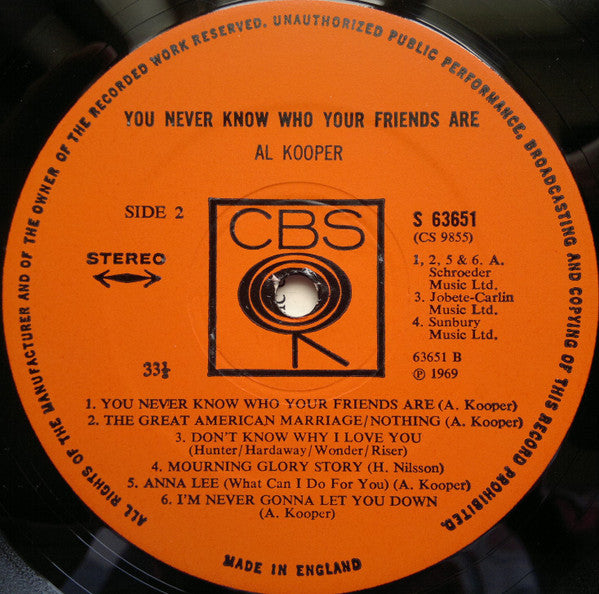 ALL RIGHTS OF THE MANUFACTURER AND OF THE OWNER OF THE RECORDED WORK RESERVED. UNAUTHORIZED PUBLIC PERFORMANCE, BROADCASTING AND COPYING OF THIS RECORD PROHIBITED.
YOU NEVER KNOW WHO YOUR FRIENDS ARE
AL KOOPER
SIDE 2
CBS
S 63651
(CS 9855)
STEREO
1, 2, 5 & 6. A.
Schroeder
Music Ltd.
3. Jobete-Carlin
Music Ltd.
4. Sunbury
Music Ltd.
33⅓
63651 B
℗ 1969
1. YOU NEVER KNOW WHO YOUR FRIENDS ARE (A. Kooper)
2. THE GREAT AMERICAN MARRIAGE/NOTHING (A. Kooper)
3. DON'T KNOW WHY I LOVE YOU
(Hunter/Hardaway/Wonder/Riser)
4. MOURNING GLORY STORY (H. Nilsson)
5. ANNA LEE (What Can I Do For You) (A. Kooper)
6. I'M NEVER GONNA LET YOU DOWN
(A. Kooper)
MADE IN ENGLAND